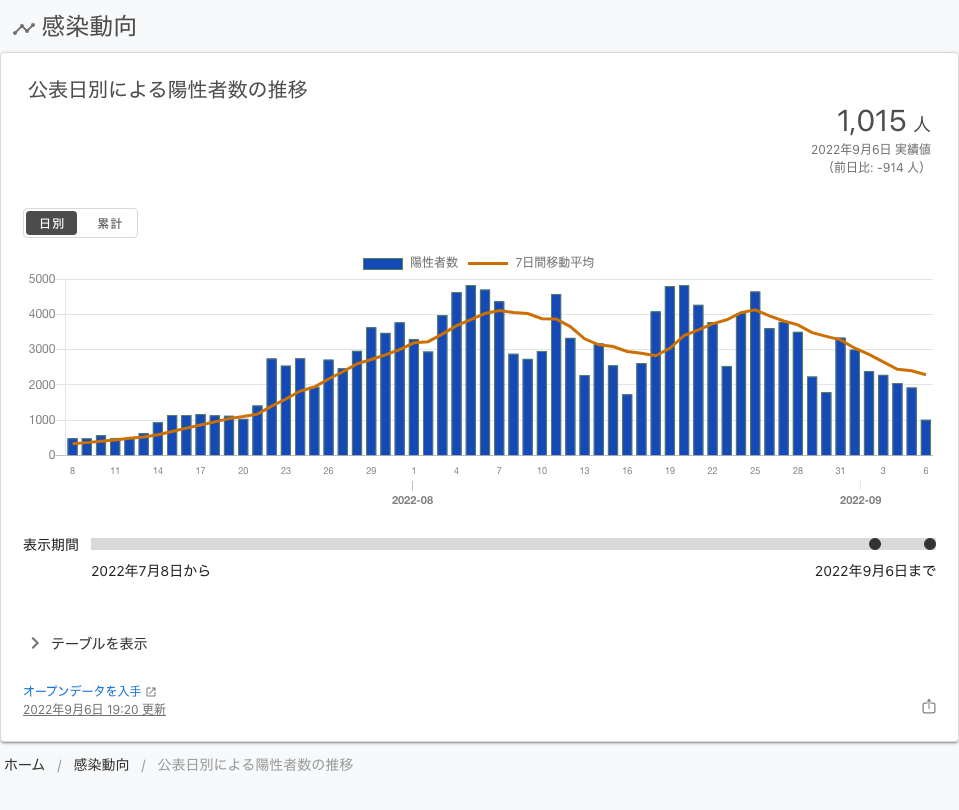 感染動向
公表日別による陽性者数の推移
1,015 人
2022年9月6日 実績値
（前日比: -914 人）
日別 累計
陽性者数 7日間移動平均
5000
4000
3000
2000
1000
0
8 11 14 17 20 23 26 29 1 4 7 10 13 16 19 22 25 28 31 3 6
2022-08 2022-09
表示期間
2022年7月8日から 2022年9月6日まで
テーブルを表示
オープンデータを入手
2022年9月6日 19:20 更新
ホーム / 感染動向 / 公表日別による陽性者数の推移